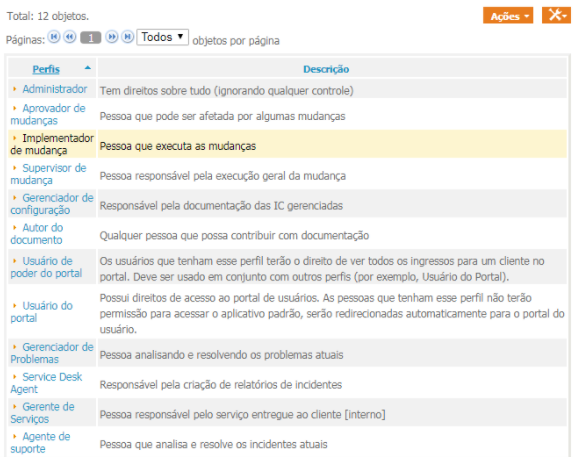 Total: 12 objetos.
Ações
Páginas: 1 Todos objetos por página
Perfis Descrição
Administrador Tem direitos sobre tudo (ignorando qualquer controle)
Aprovador de
mudanças Pessoa que pode ser afetada por algumas mudanças
Implementador
de mudança Pessoa que executa as mudanças
Supervisor de
mudança Pessoa responsável pela execução geral da mudança
Gerenciador de
configuração Responsável pela documentação das IC gerenciadas
Autor do
documento Qualquer pessoa que possa contribuir com documentação
Usuário de
poder do portal
Os usuários que tenham esse perfil terão o direito de ver todos os ingressos para um cliente no
portal. Deve ser usado em conjunto com outros perfis (por exemplo, Usuário do Portal).
Usuário do
portal
Possui direitos de acesso ao portal de usuários. As pessoas que tenham esse perfil não terão
permissão para acessar o aplicativo padrão, serão redirecionadas automaticamente para o portal do
usuário.
Gerenciador de
Problemas Pessoa analisando e resolvendo os problemas atuais
Service Desk
Agent Responsável pela criação de relatórios de incidentes
Gerente de
Serviços Pessoa responsável pelo serviço entregue ao cliente [interno]
Agente de
suporte Pessoa que analisa e resolve os incidentes atuais